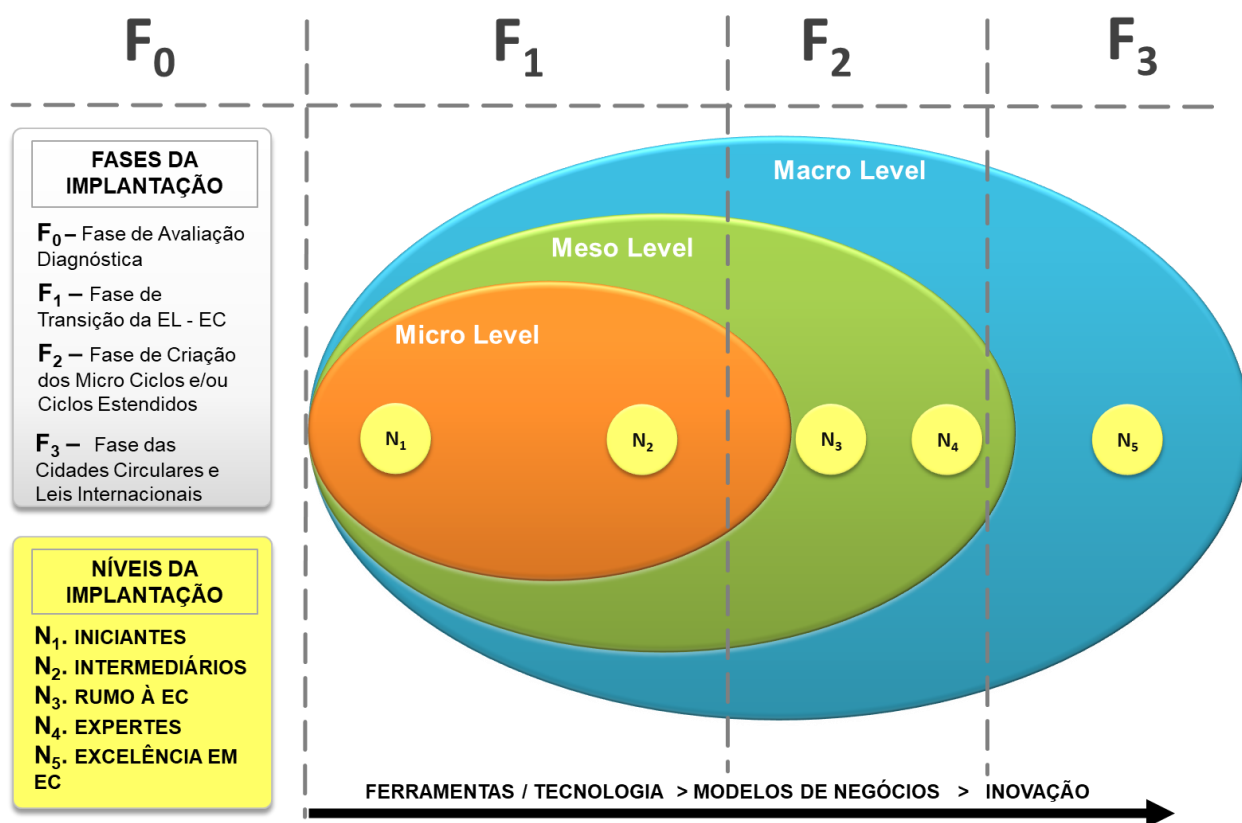 F₀
F₁
F₂
F₃
FASES DA
IMPLANTAÇÃO
F₀ – Fase de Avaliação
Diagnóstica
F₁ – Fase de
Transição da EL - EC
F₂ – Fase de Criação
dos Micro Ciclos e/ou
Ciclos Estendidos
F₃ – Fase das
Cidades Circulares e
Leis Internacionais
NÍVEIS DA
IMPLANTAÇÃO
N₁. INICIANTES
N₂. INTERMEDIÁRIOS
N₃. RUMO À EC
N₄. EXPERTES
N₅. EXCELÊNCIA EM
EC
Macro Level
Meso Level
Micro Level
N₁
N₂
N₃
N₄
N₅
FERRAMENTAS / TECNOLOGIA > MODELOS DE NEGÓCIOS > INOVAÇÃO